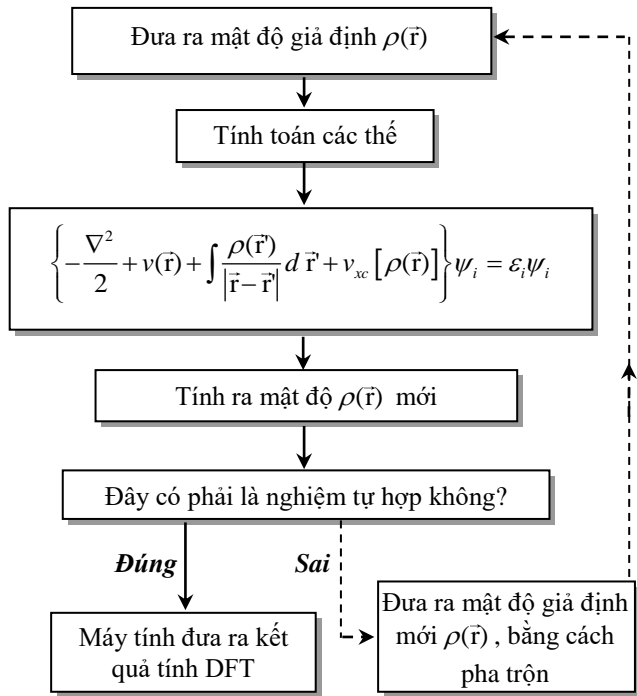 Đưa ra mật độ giả định ρ(r⃗)
Tính toán các thế
{-∇²/2 + v(r⃗) + ∫ ρ(r⃗')/|r⃗-r⃗'| d r⃗' + v_xc [ρ(r⃗)]} ψ_i = ε_i ψ_i
Tính ra mật độ ρ(r⃗) mới
Đây có phải là nghiệm tự hợp không?
Đúng
Sai
Máy tính đưa ra kết
quả tính DFT
Đưa ra mật độ giả định
mới ρ(r⃗) , bằng cách
pha trộn